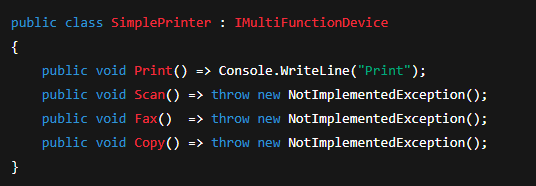 public class SimplePrinter : IMultiFunctionDevice
{
    public void Print() => Console.WriteLine("Print");
    public void Scan() => throw new NotImplementedException();
    public void Fax()  => throw new NotImplementedException();
    public void Copy() => throw new NotImplementedException();
}